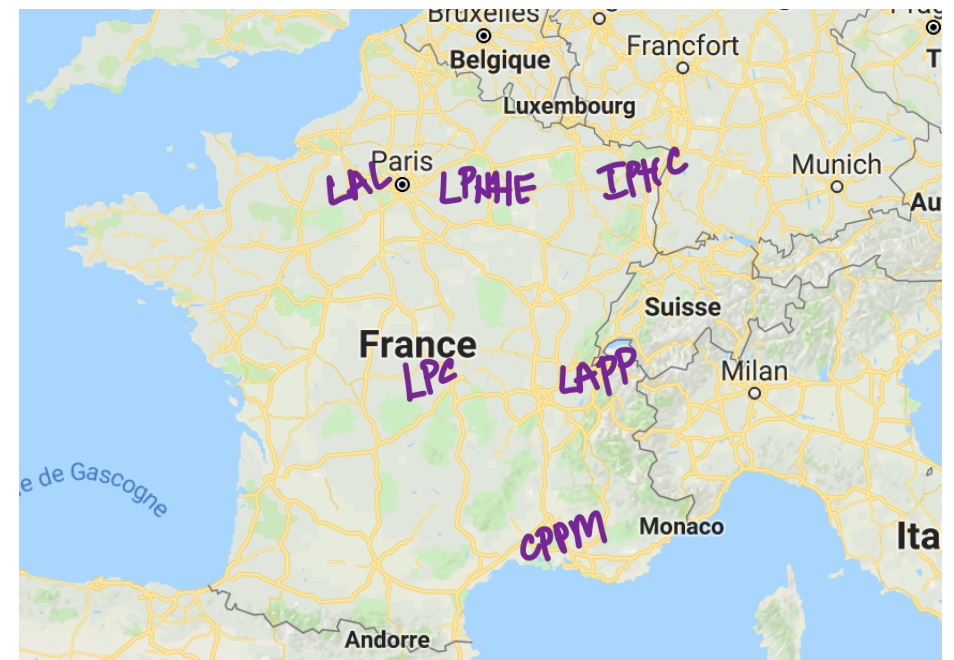 Bruxelles
Belgique
Francfort
Luxembourg
Paris
LAL
LPNHE
IPHC
Munich
Suisse
France
LPC
LAPP
Milan
e de Gascogne
CPPM
Monaco
Ita
Andorre
Au
T